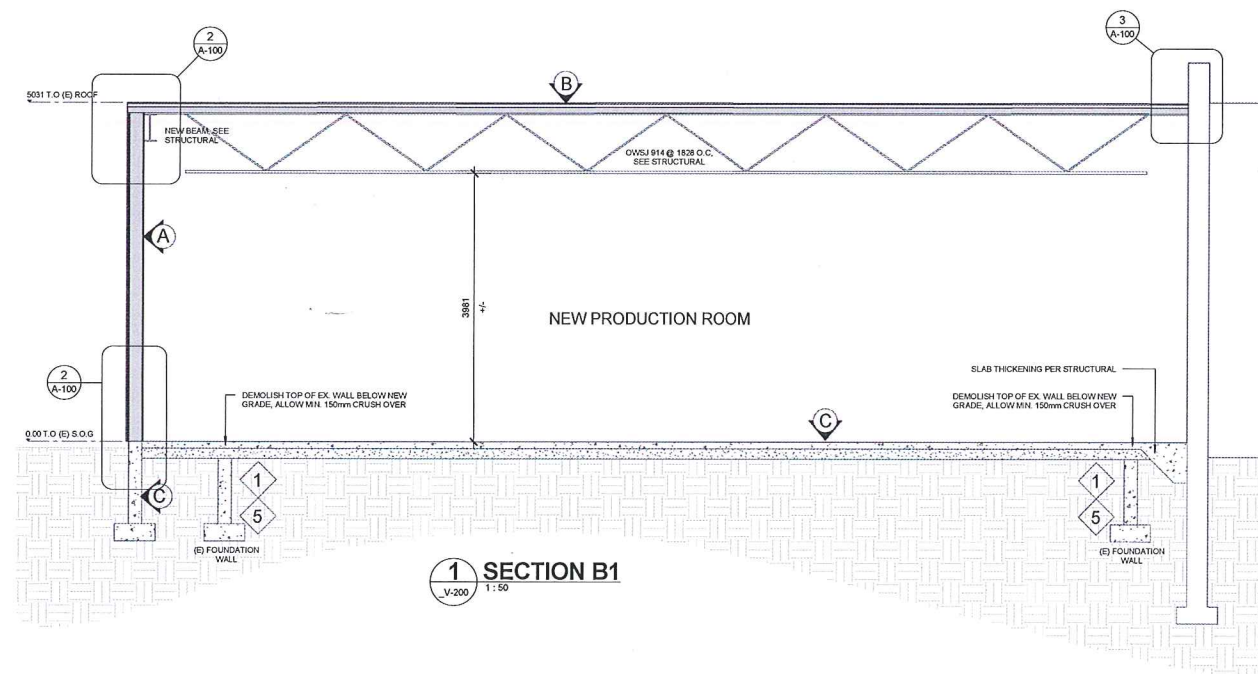 2
A-100
3
A-100
5031 T.O (E) ROOF
B
NEW BEAM, SEE
STRUCTURAL
OWSJ 914 @ 1828 O.C,
SEE STRUCTURAL
A
3981
+/-
NEW PRODUCTION ROOM
2
A-100
SLAB THICKENING PER STRUCTURAL
DEMOLISH TOP OF EX. WALL BELOW NEW
GRADE, ALLOW MIN. 150mm CRUSH OVER
DEMOLISH TOP OF EX. WALL BELOW NEW
GRADE, ALLOW MIN. 150mm CRUSH OVER
0.00 T.O (E) S.O.G
C
C
1
5
1
5
(E) FOUNDATION
WALL
(E) FOUNDATION
WALL
1
_V-200
SECTION B1
1 : 50